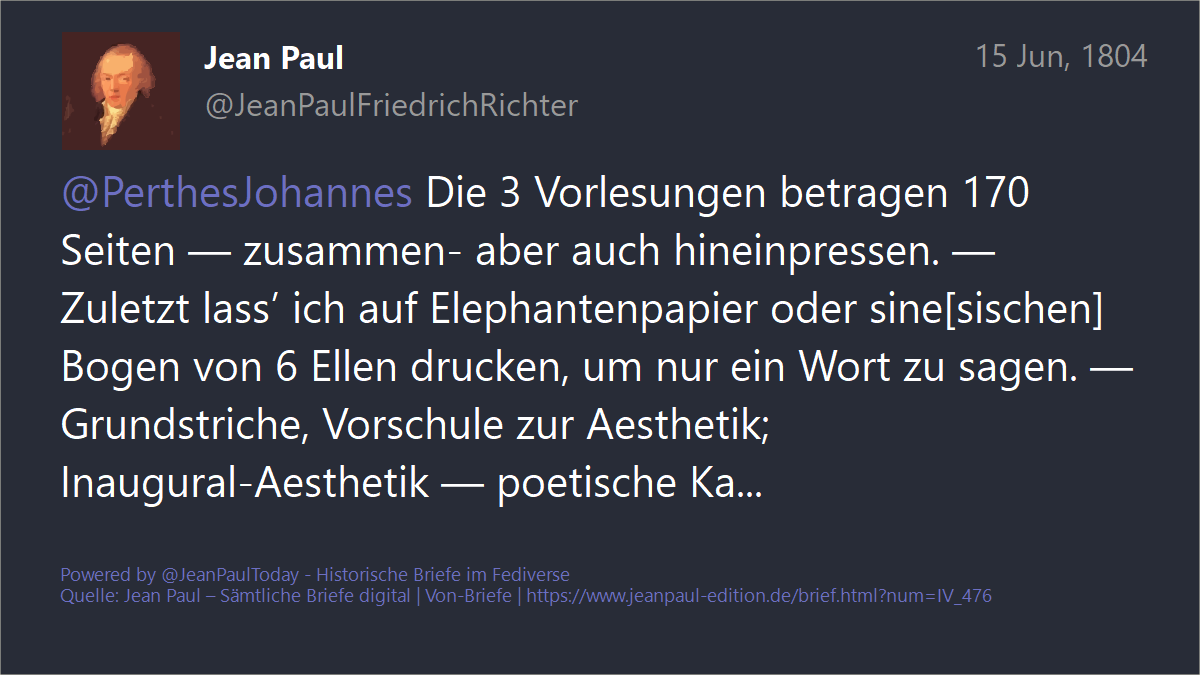 Jean Paul
15 Jun, 1804
@JeanPaulFriedrichRichter
@PerthesJohannes Die 3 Vorlesungen betragen 170
Seiten — zusammen- aber auch hineinpressen. —
Zuletzt lass’ ich auf Elephantenpapier oder sine[sischen]
Bogen von 6 Ellen drucken, um nur ein Wort zu sagen. —
Grundstriche, Vorschule zur Aesthetik;
Inaugural-Aesthetik — poetische Ka...
Powered by @JeanPaulToday - Historische Briefe im Fediverse
Quelle: Jean Paul – Sämtliche Briefe digital | Von-Briefe | https://www.jeanpaul-edition.de/brief.html?num=IV_476